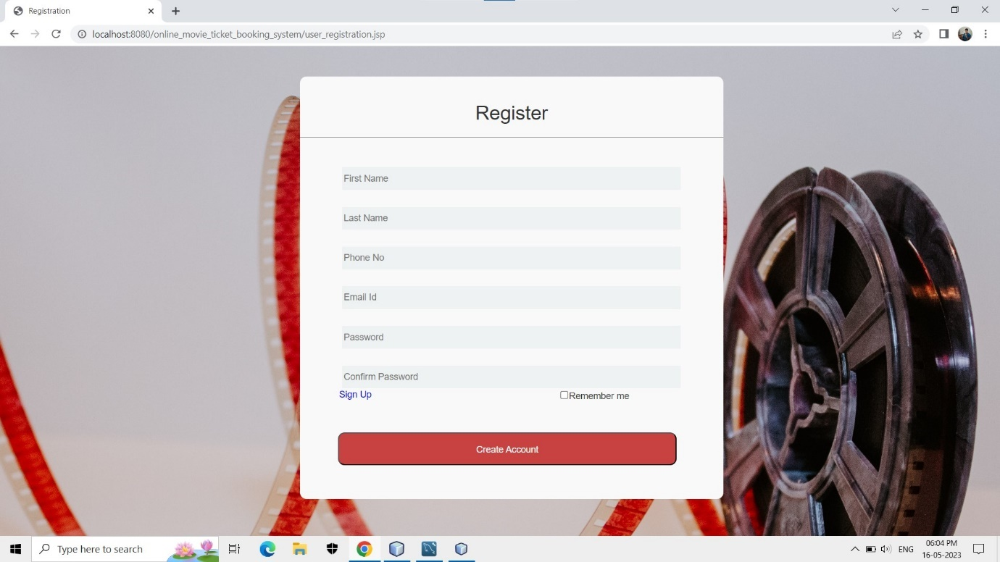 Registration
localhost:8080/online_movie_ticket_booking_system/user_registration.jsp
Register
First Name
Last Name
Phone No
Email Id
Password
Confirm Password
Sign Up Remember me
Create Account
Type here to search
ENG
06:04 PM
16-05-2023